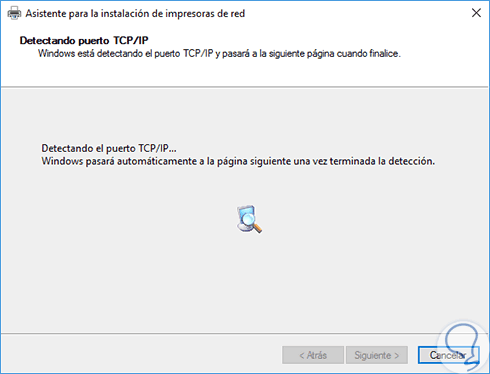 Asistente para la instalación de impresoras de red
Detectando puerto TCP/IP
Windows está detectando el puerto TCP/IP y pasará a la siguiente página cuando finalice.
Detectando el puerto TCP/IP...
Windows pasará automáticamente a la página siguiente una vez terminada la detección.
< Atrás
Siguiente >
Cancelar